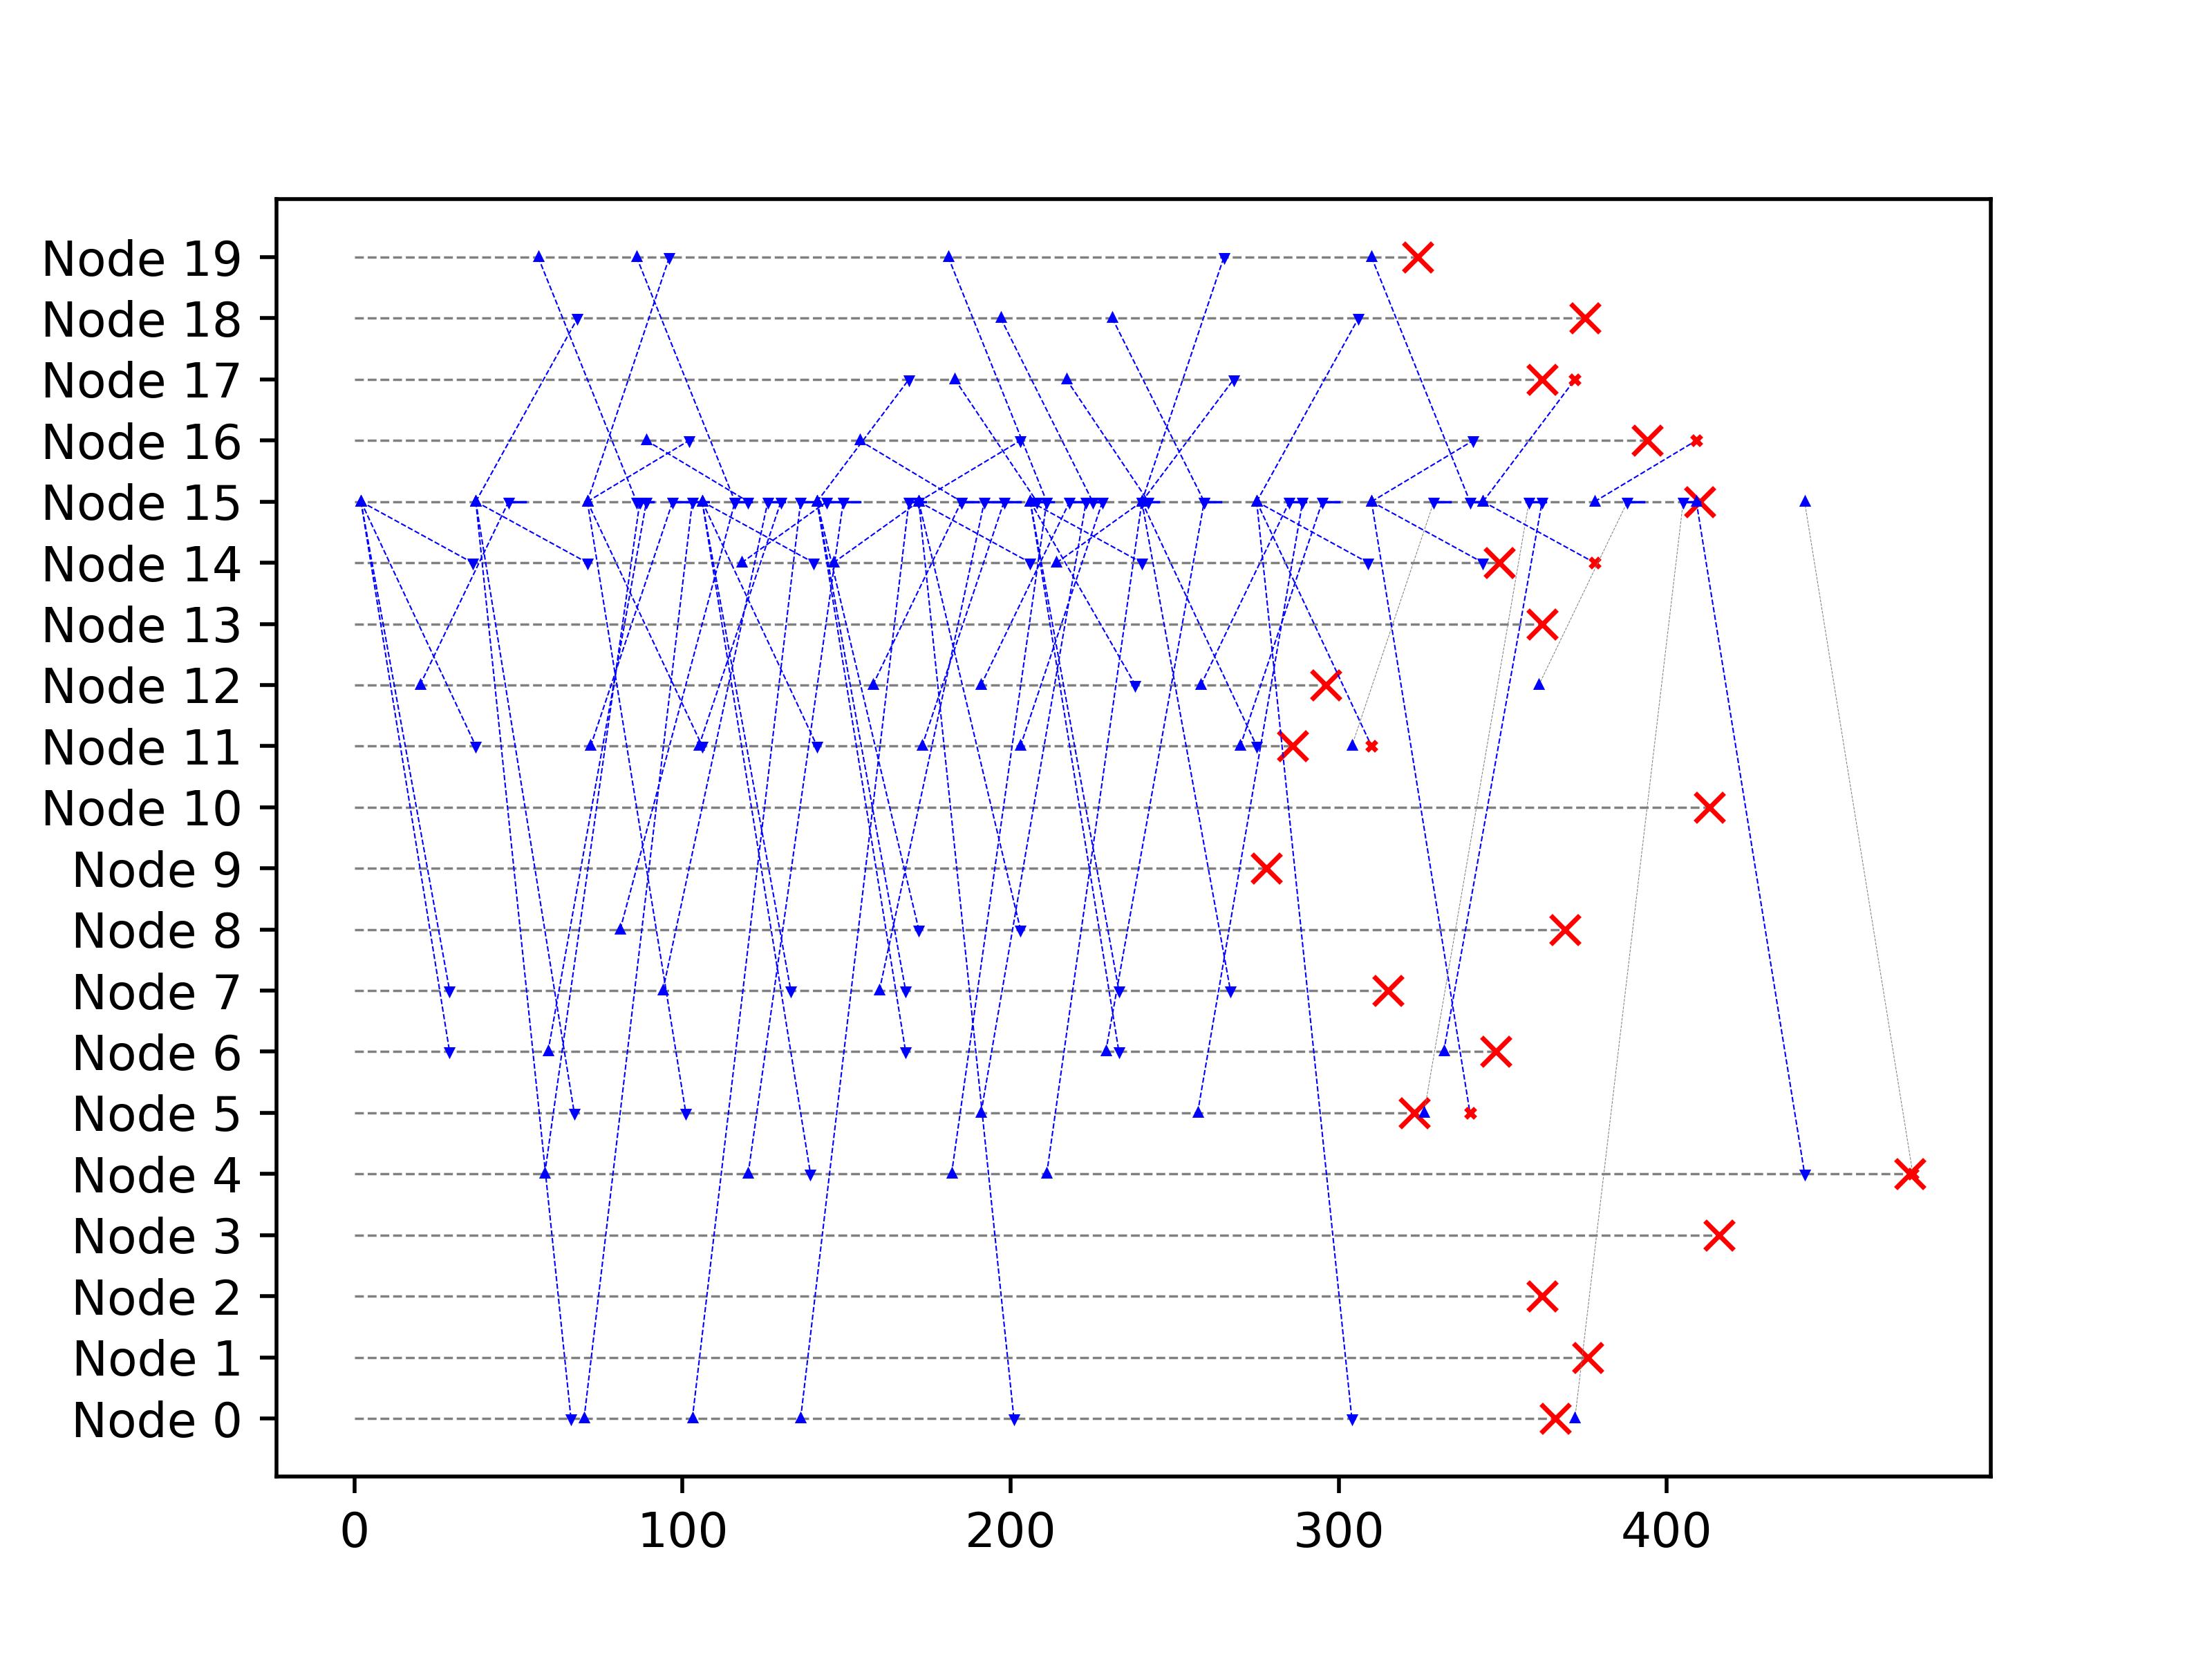 Node 19
Node 18
Node 17
Node 16
Node 15
Node 14
Node 13
Node 12
Node 11
Node 10
Node 9
Node 8
Node 7
Node 6
Node 5
Node 4
Node 3
Node 2
Node 1
Node 0
0 100 200 300 400